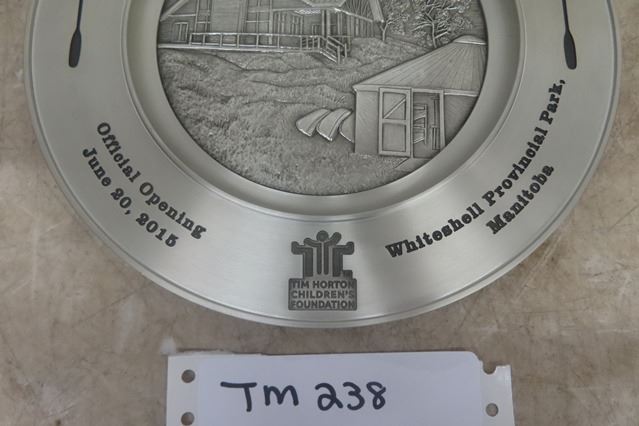 Official Opening
June 20, 2015
Whiteshell Provincial Park,
Manitoba
TIM HORTON
CHILDREN'S
FOUNDATION
TM 238